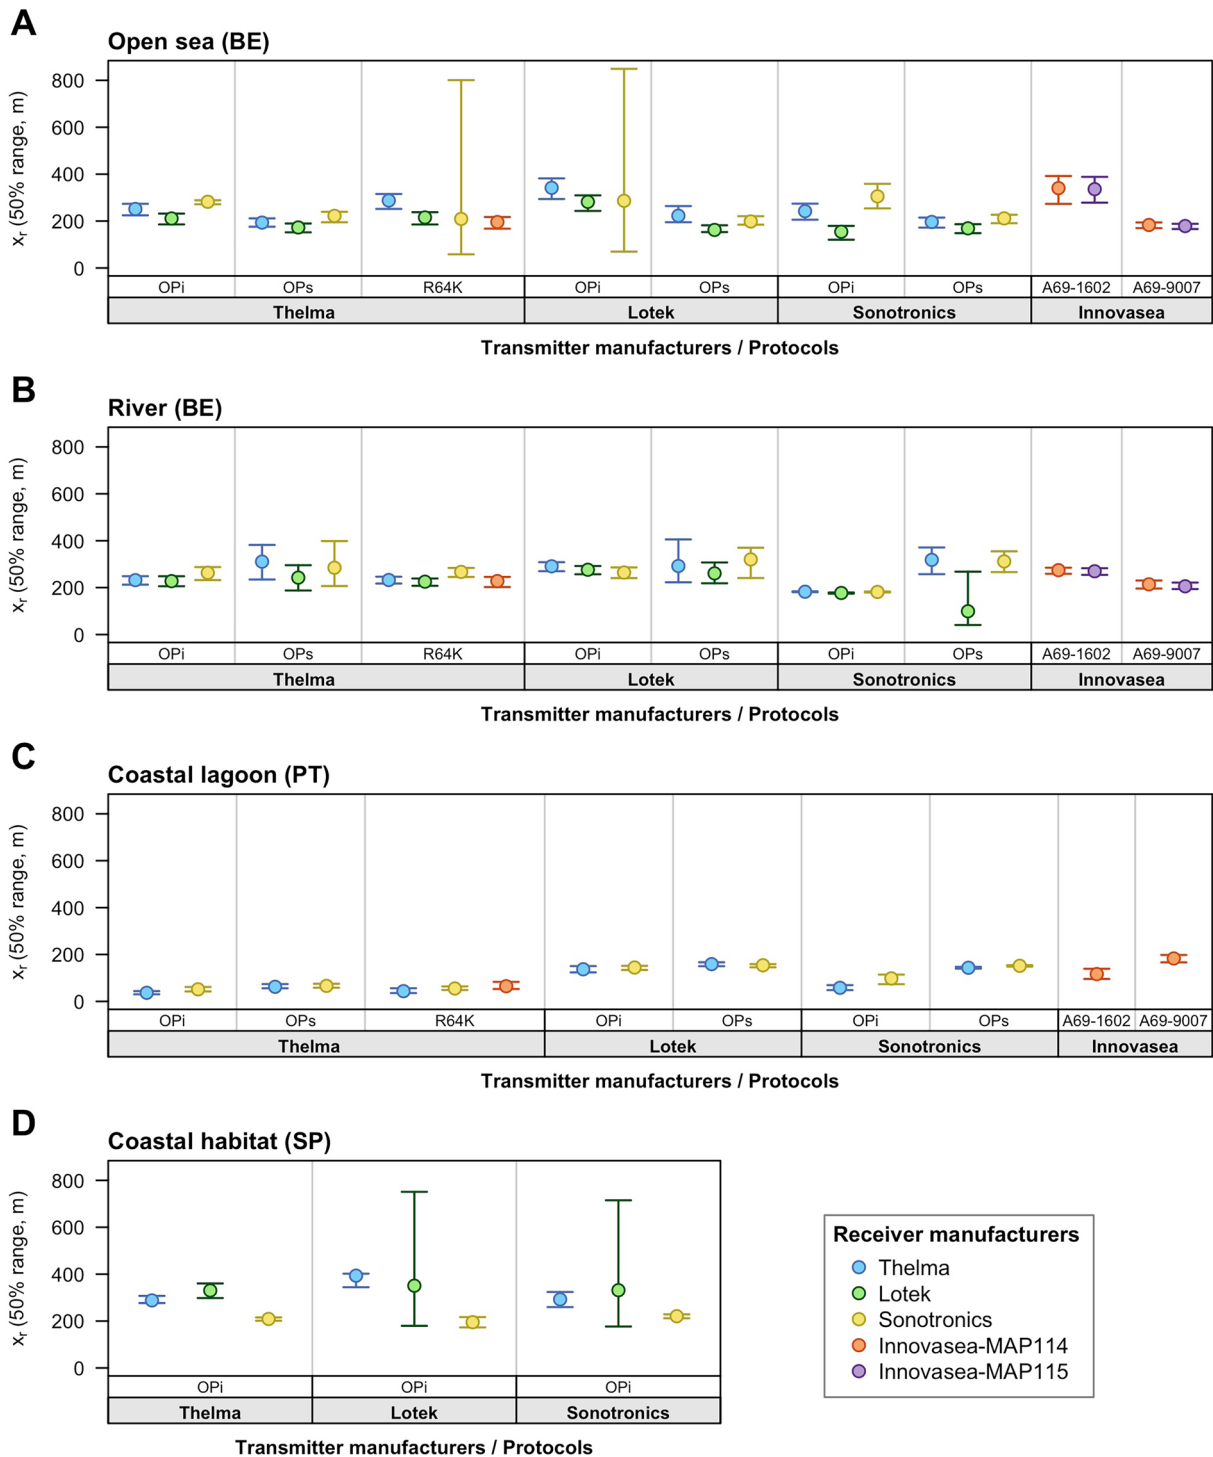 A
Open sea (BE)
800
600
400
200
0
xr (50% range, m)
OPi OPs R64K OPi OPs OPi OPs A69-1602 A69-9007
Thelma Lotek Sonotronics Innovasea
Transmitter manufacturers / Protocols
B
River (BE)
800
600
400
200
0
xr (50% range, m)
OPi OPs R64K OPi OPs OPi OPs A69-1602 A69-9007
Thelma Lotek Sonotronics Innovasea
Transmitter manufacturers / Protocols
C
Coastal lagoon (PT)
800
600
400
200
0
xr (50% range, m)
OPi OPs R64K OPi OPs OPi OPs A69-1602 A69-9007
Thelma Lotek Sonotronics Innovasea
Transmitter manufacturers / Protocols
D
Coastal habitat (SP)
800
600
400
200
0
xr (50% range, m)
OPi OPi OPi
Thelma Lotek Sonotronics
Transmitter manufacturers / Protocols
Receiver manufacturers
Thelma
Lotek
Sonotronics
Innovasea-MAP114
Innovasea-MAP115